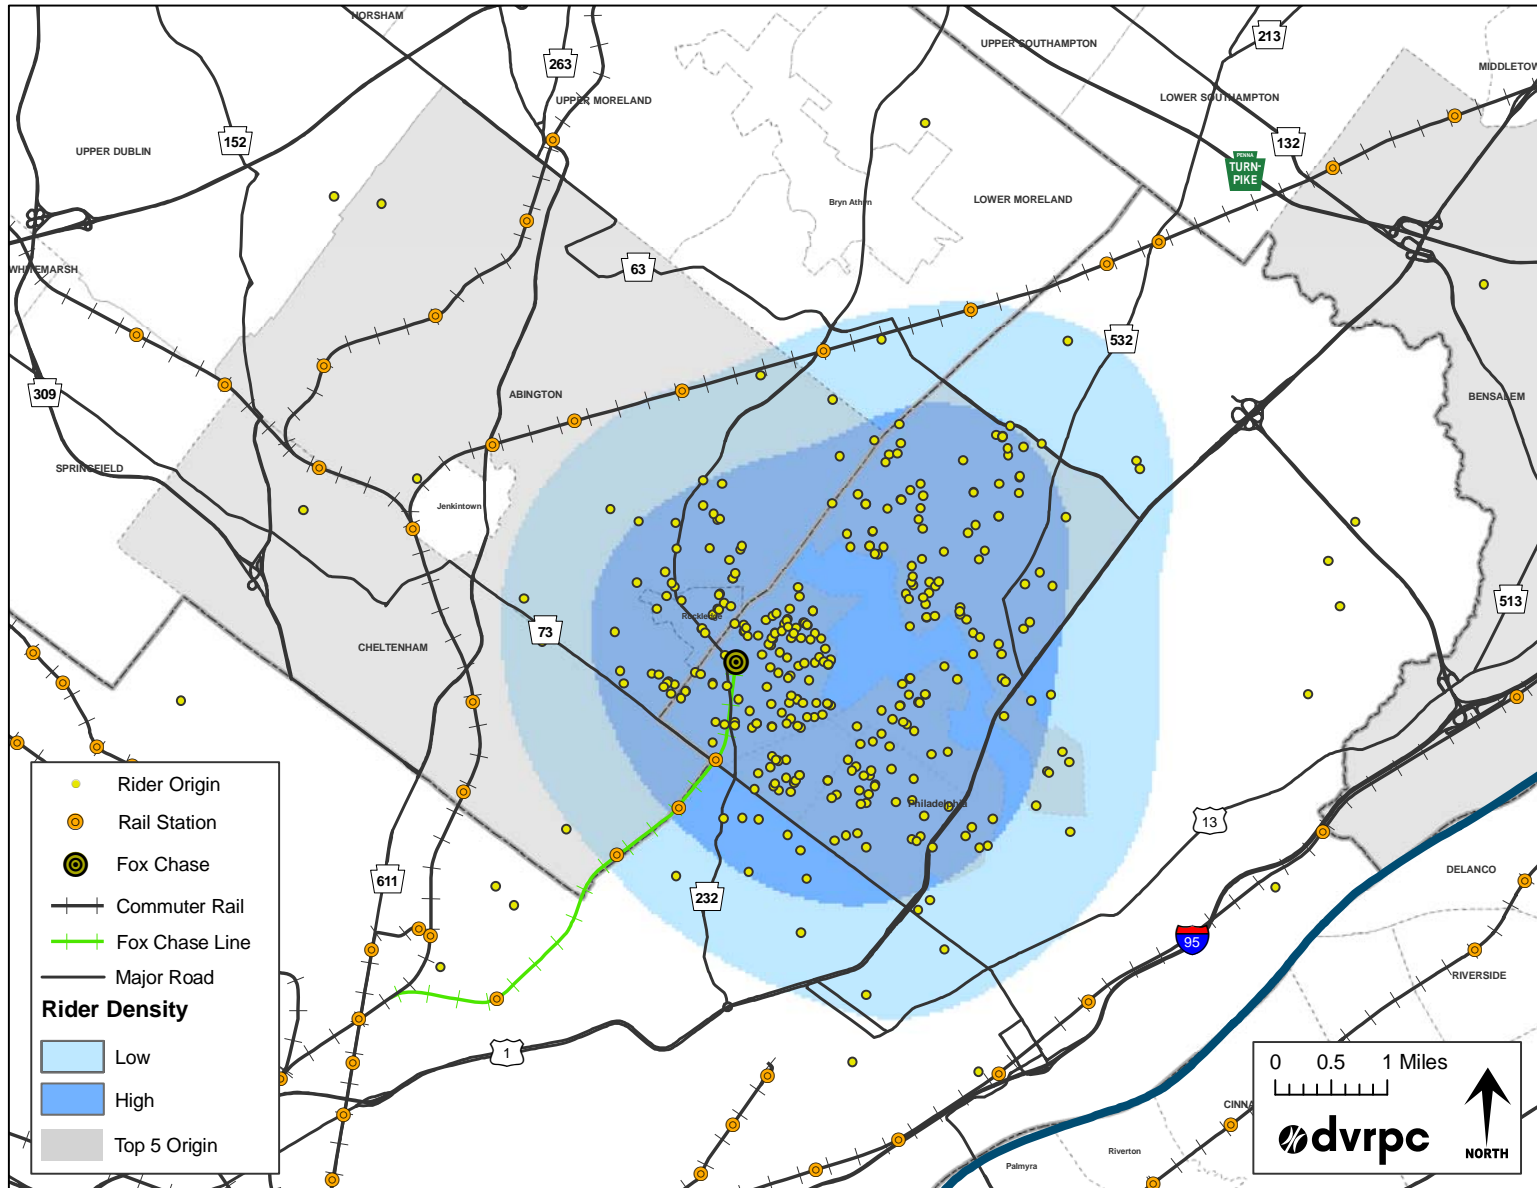 HORSHAM
213
UPPER SOUTHAMPTON
263
MIDDLETOW
UPPER MORELAND
LOWER SOUTHAMPTON
152
132
UPPER DUBLIN
PENNA
TURN-
PIKE
Bryn Athyn
LOWER MORELAND
WHITEMARSH
63
532
309
ABINGTON
BENSALEM
SPRINGFIELD
Jenkintown
513
Rockledge
73
CHELTENHAM
Rider Origin
Rail Station
Fox Chase
Commuter Rail
Fox Chase Line
Major Road
Rider Density
Low
High
Top 5 Origin
Philadelphia
13
611
232
DELANCO
95
RIVERSIDE
1
0 0.5 1 Miles
CINNA
dvrpc
NORTH
Riverton
Palmyra